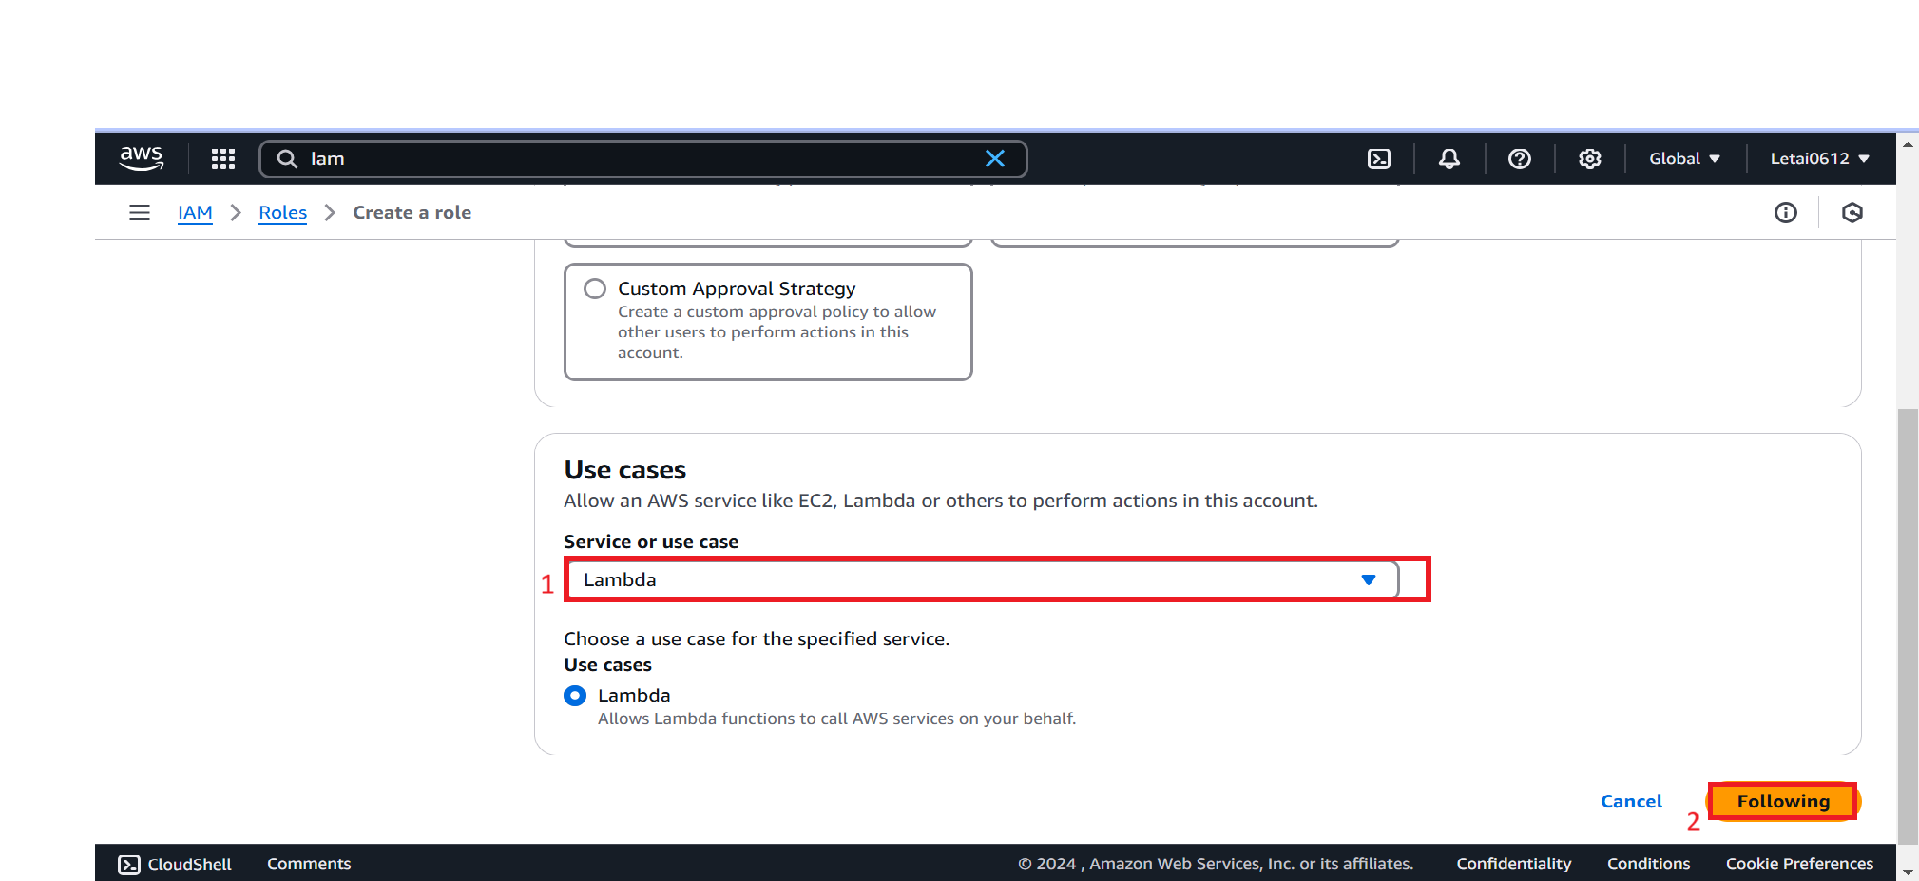 aws
Iam
Global
Letai0612
IAM
Roles
Create a role
Custom Approval Strategy
Create a custom approval policy to allow
other users to perform actions in this
account.
Use cases
Allow an AWS service like EC2, Lambda or others to perform actions in this account.
Service or use case
1
Lambda
Choose a use case for the specified service.
Use cases
Lambda
Allows Lambda functions to call AWS services on your behalf.
Cancel
2
Following
CloudShell
Comments
© 2024 , Amazon Web Services, Inc. or its affiliates.
Confidentiality
Conditions
Cookie Preferences